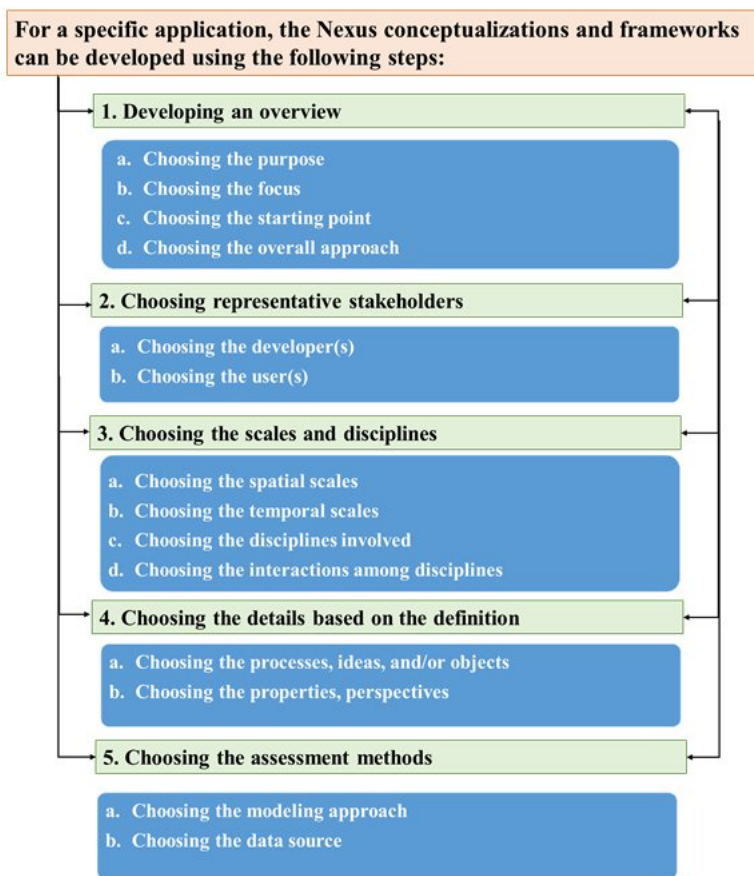 For a specific application, the Nexus conceptualizations and frameworks
can be developed using the following steps:
1. Developing an overview
a. Choosing the purpose
b. Choosing the focus
c. Choosing the starting point
d. Choosing the overall approach
2. Choosing representative stakeholders
a. Choosing the developer(s)
b. Choosing the user(s)
3. Choosing the scales and disciplines
a. Choosing the spatial scales
b. Choosing the temporal scales
c. Choosing the disciplines involved
d. Choosing the interactions among disciplines
4. Choosing the details based on the definition
a. Choosing the processes, ideas, and/or objects
b. Choosing the properties, perspectives
5. Choosing the assessment methods
a. Choosing the modeling approach
b. Choosing the data source